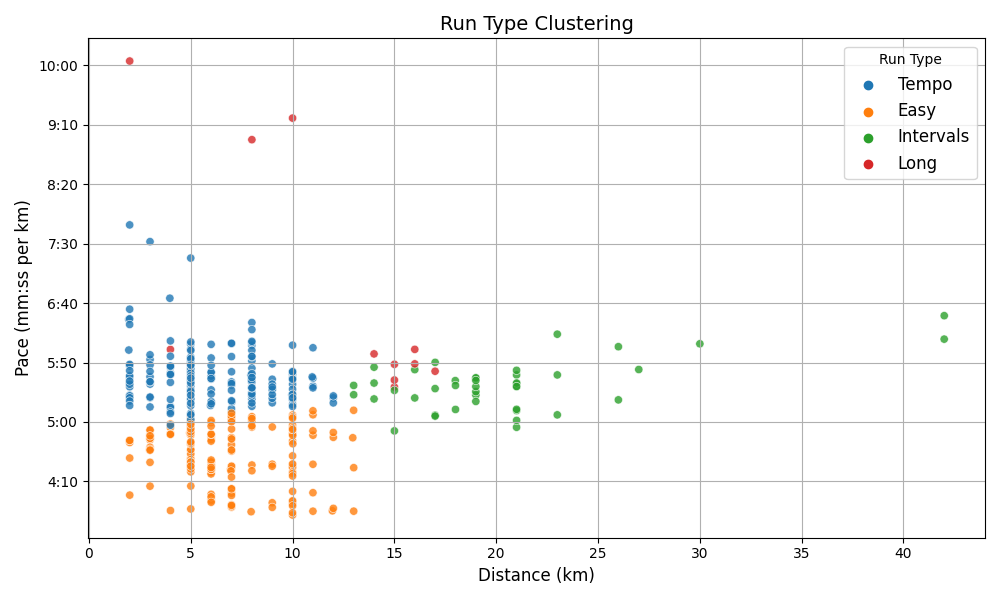 Run Type Clustering
Pace (mm:ss per km)
10:00
9:10
8:20
7:30
6:40
5:50
5:00
4:10
Run Type
Tempo
Easy
Intervals
Long
0 5 10 15 20 25 30 35 40
Distance (km)